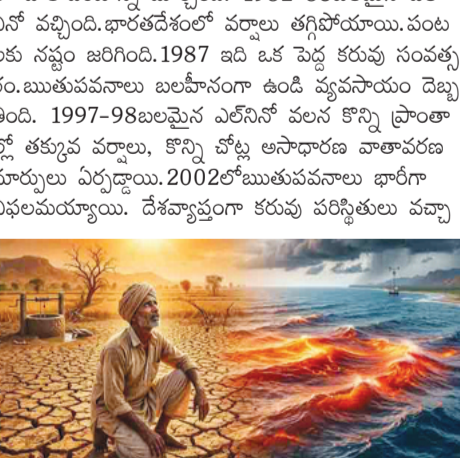 నో వచ్చింది.భారతదేశంలో వర్షాలు తగ్గిపోయాయి.పంట
లకు నష్టం జరిగింది.1987 ఇది ఒక పెద్ద కరువు సంవత్స
రం.ఋతుపవనాలు బలహీనంగా ఉండి వ్యవసాయం దెబ్బ
తింది. 1997-98బలమైన ఎల్‌నినో వలన కొన్ని ప్రాంతా
ల్లో తక్కువ వర్షాలు, కొన్ని చోట్ల అసాధారణ వాతావరణ
మార్పులు ఏర్పడ్డాయి.2002లోఋతుపవనాలు భారీగా
విఫలమయ్యాయి. దేశవ్యాప్తంగా కరువు పరిస్థితులు వచ్చా